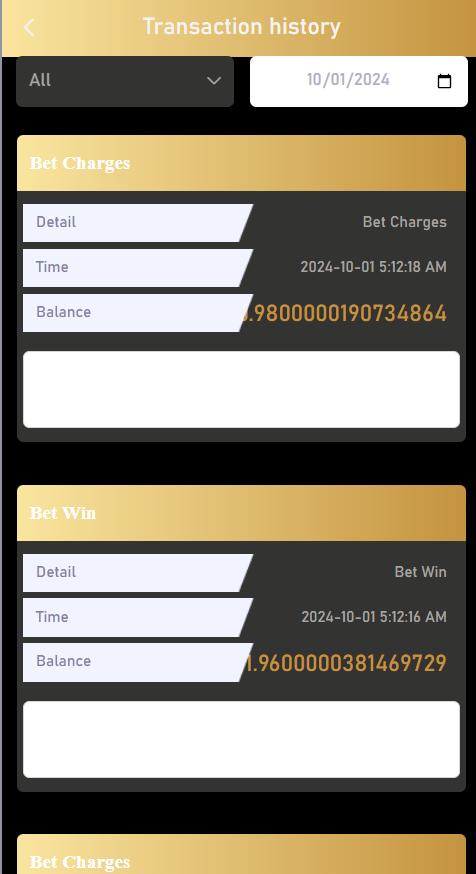 Transaction history
All
10/01/2024
Bet Charges
Detail Bet Charges
Time 2024-10-01 5:12:18 AM
Balance .9800000190734864
Bet Win
Detail Bet Win
Time 2024-10-01 5:12:16 AM
Balance 1.9600000381469729
Bet Charges